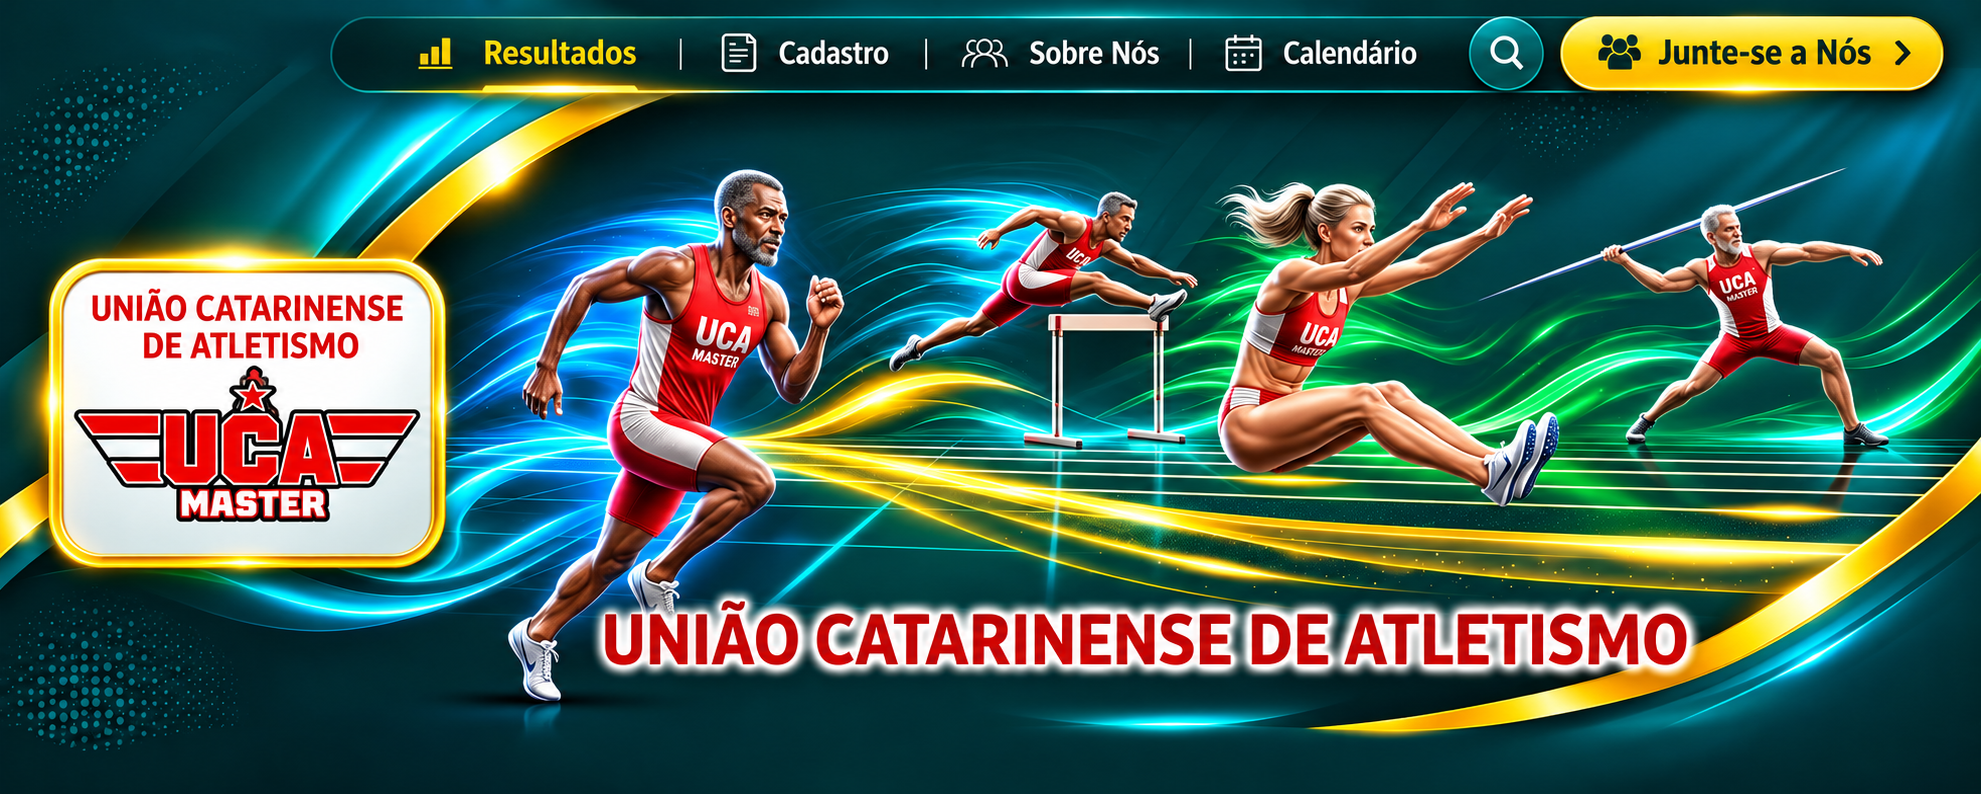 Resultados | Cadastro | Sobre Nós | Calendário
Junte-se a Nós
UNIÃO CATARINENSE
DE ATLETISMO
UCA
MASTER
UCA
MASTER
UCA
UCA
MASTER
UCA
MASTER
UNIÃO CATARINENSE DE ATLETISMO